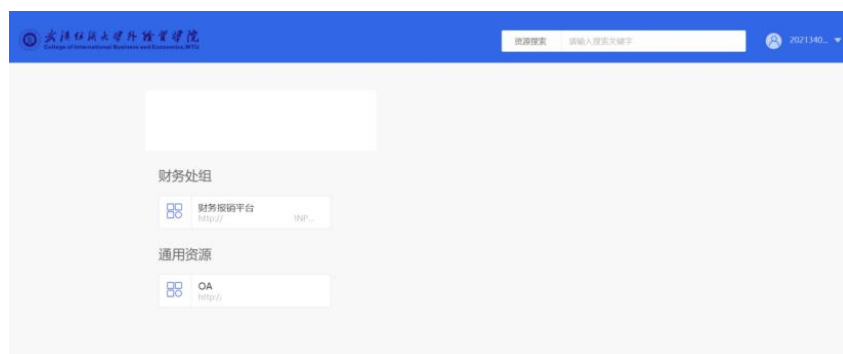 武汉纺织大学外经贸学院
College of International Business and Economics,WTU
资源搜索 请输入搜索关键字
2021340...
财务处组
财务报销平台
http:// !NP...
通用资源
OA
http://